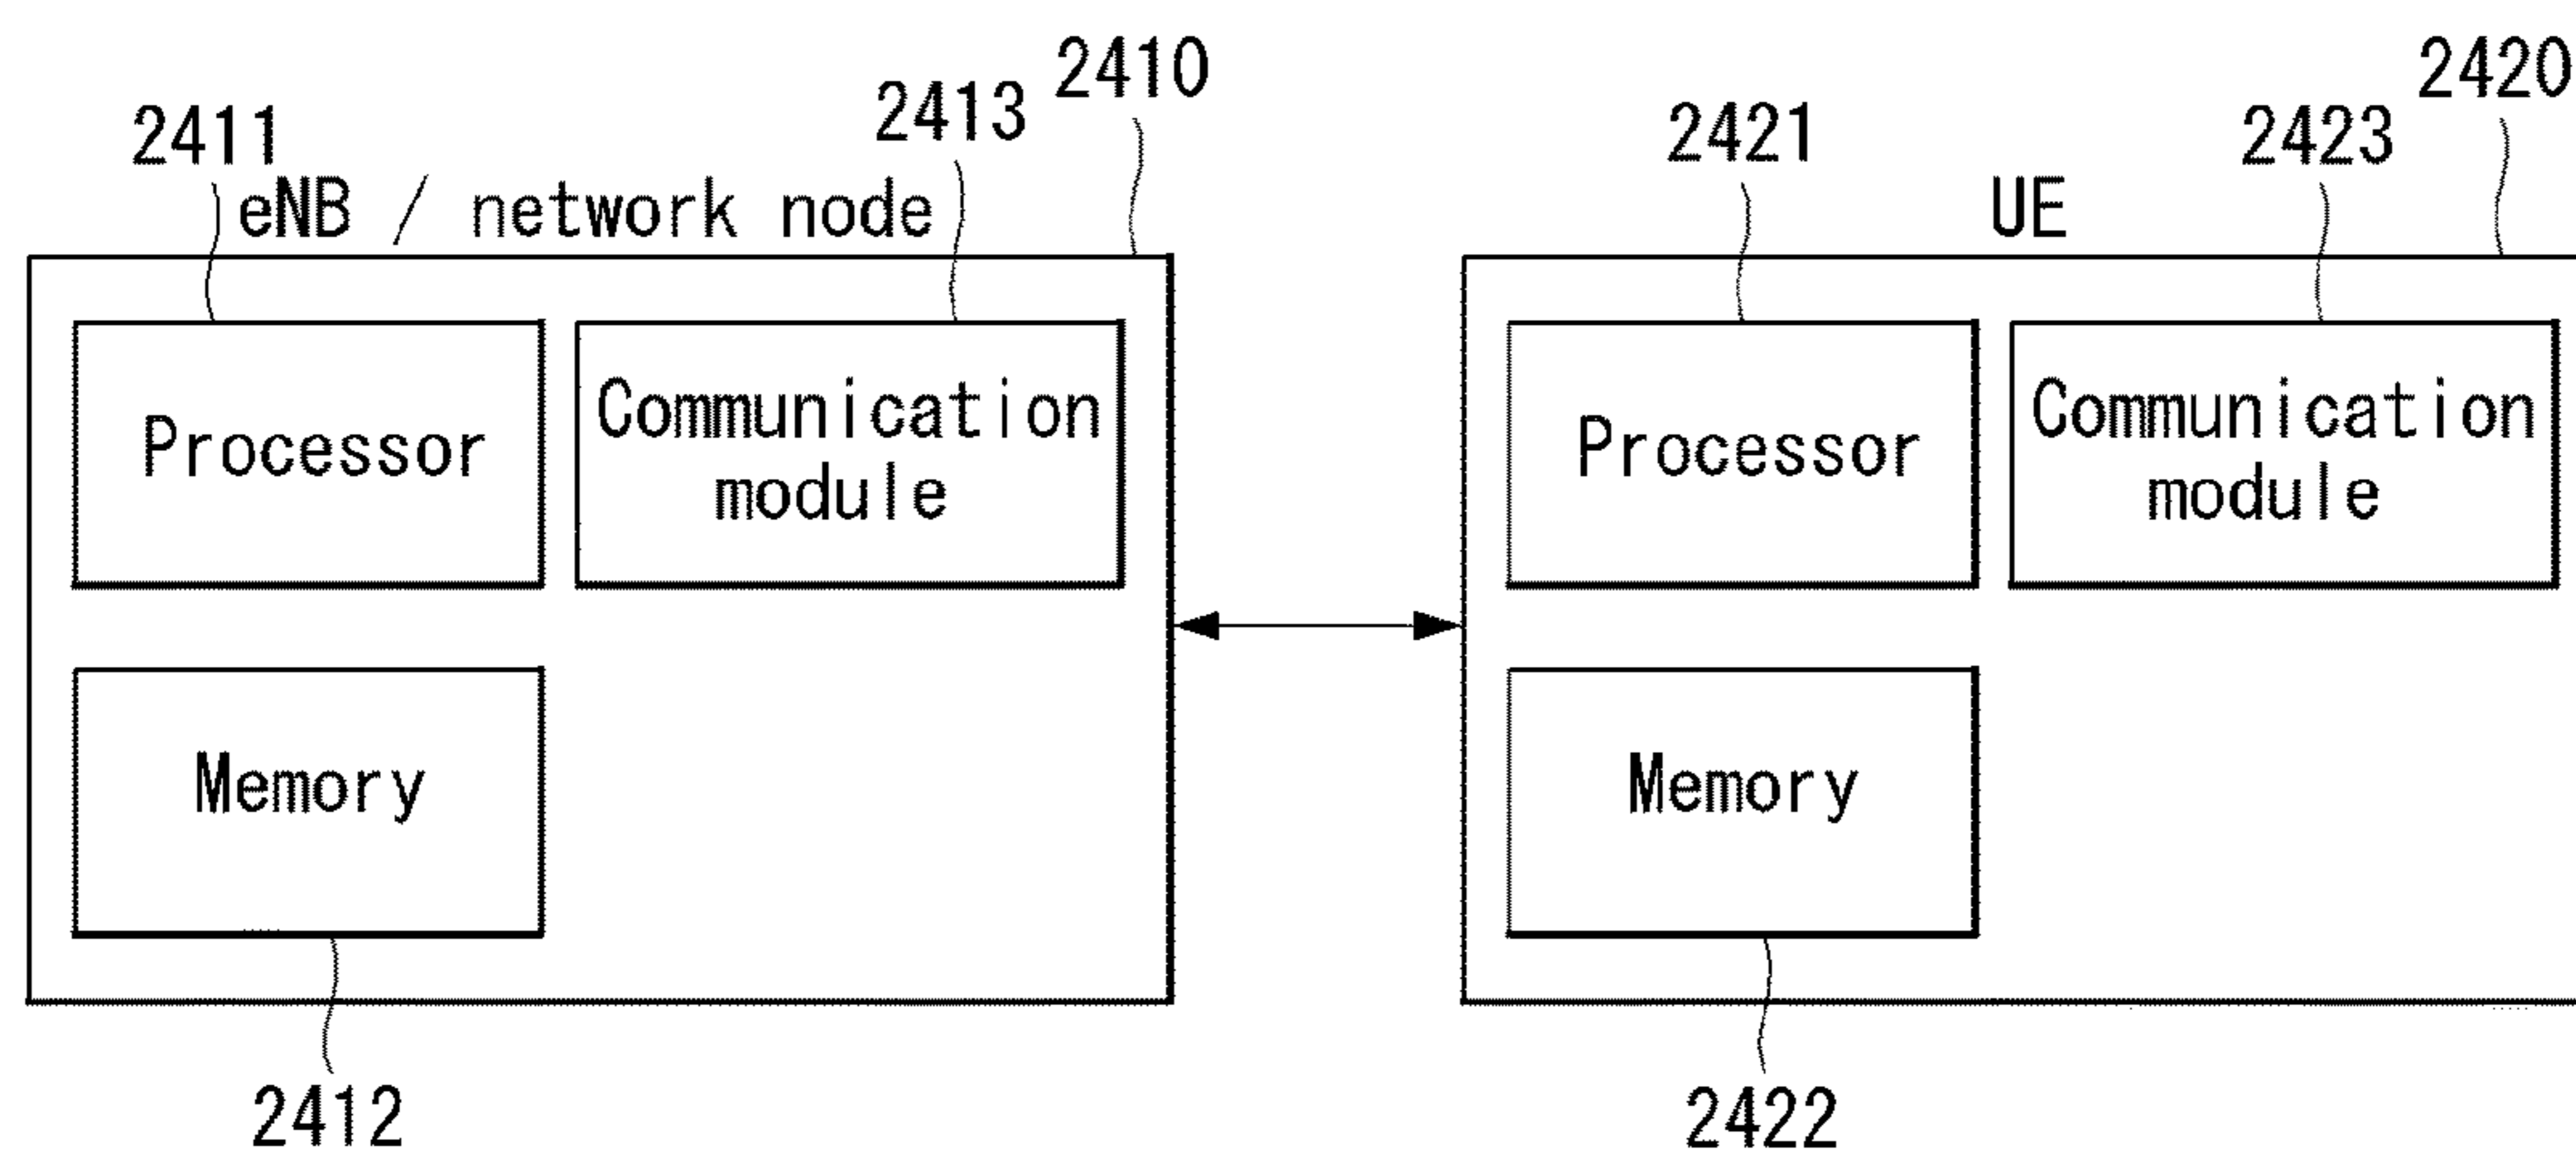 2410
2413
2411
eNB / network node
Processor
Communication
module
Memory
2412
2420
2423
2421
UE
Processor
Communication
module
Memory
2422